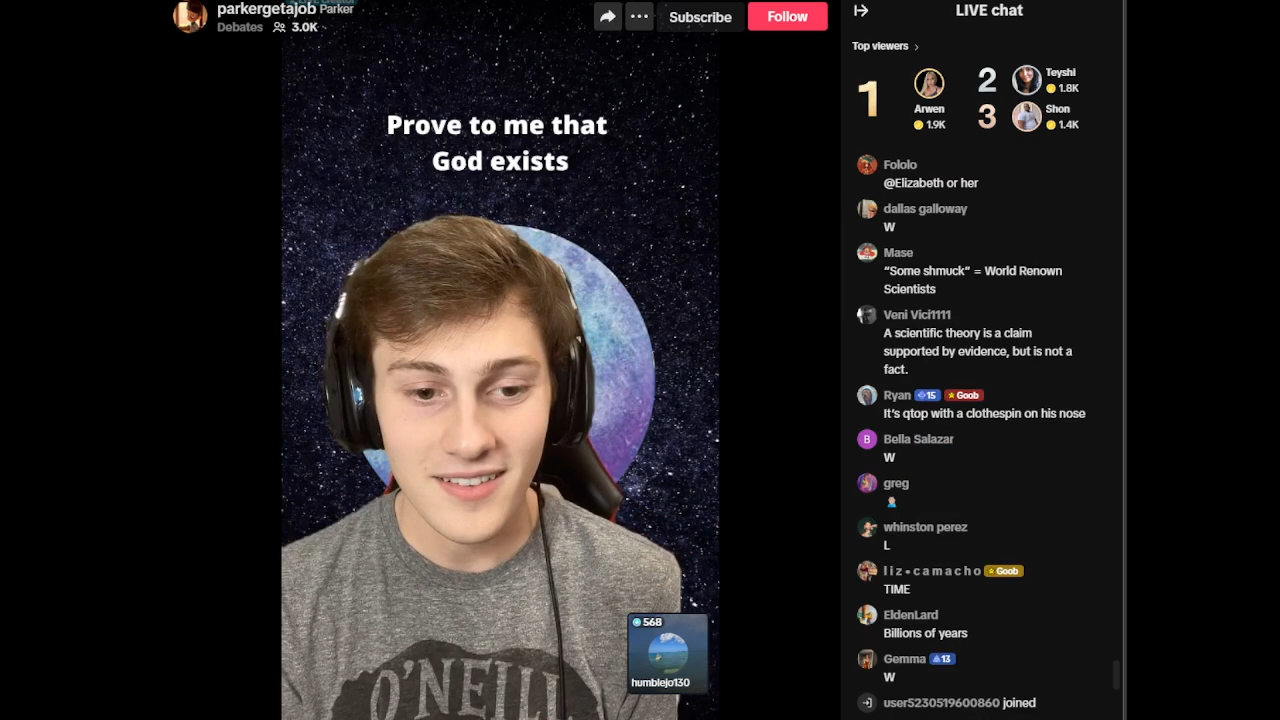 parkergetajob Parker
Debates 3.0K
Subscribe
Follow
Prove to me that
God exists
O'NEILL
568
humblejo130
LIVE chat
Top viewers
1
Arwen
1.9K
2
Teyshi
1.8K
3
Shon
1.4K
Fololo
@Elizabeth or her
dallas galloway
W
Mase
“Some shmuck” = World Renown
Scientists
Veni Vici1111
A scientific theory is a claim
supported by evidence, but is not a
fact.
Ryan 15 Goob
It’s qtop with a clothespin on his nose
B Bella Salazar
W
greg
whinston perez
L
l i z • c a m a c h o Goob
TIME
EldenLard
Billions of years
Gemma 13
W
user5230519600860 joined